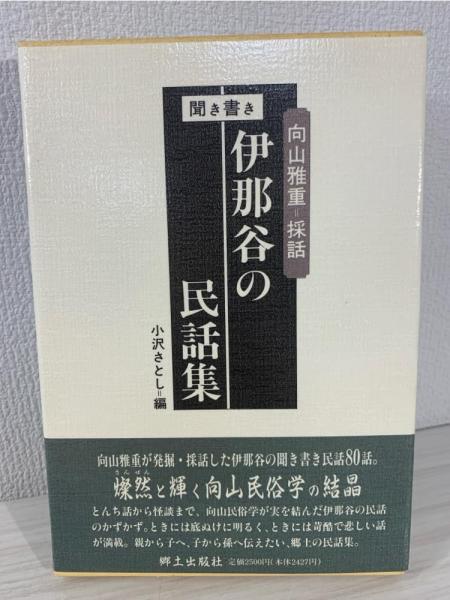 聞き書き
向山雅重=採話
伊那谷の
民話集
小沢さとし=編
向山雅重が発掘・採話した伊那谷の聞き書き民話80話。
さんぜん
燦然と輝く向山民俗学の結晶
とんち話から怪談まで、向山民俗学が実を結んだ伊那谷の民話
のかずかず。ときには底ぬけに明るく、ときには苛酷で悲しい話
が満載。親から子へ、子から孫へ伝えたい、郷土の民話集。
郷土出版社 定価2500円(本体2427円)